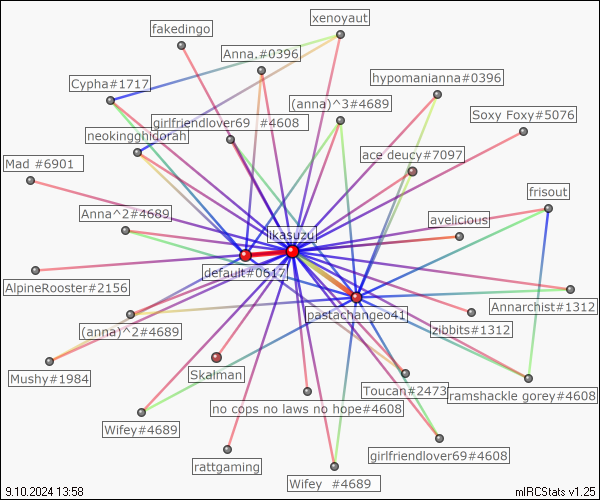 xenoyaut
fakedingo
Anna,#0396
Cypha#1717
hypomanianna#0396
(anna)^3#4689
Soxy Foxy#5076
girlfriendlover69 #4608
neokingghidorah
ace deucy#7097
Mad #6901
frisout
Anna^2#4689
avelicious
ikasuzu
default#0617
AlpineRooster#2156
Annarchist#1312
pastachangeo41
(anna)^2#4689
zibbits#1312
Skalman
Mushy#1984
Toucan#2473
ramshackle gorey#4608
no cops no laws no hope#4608
Wifey#4689
girlfriendlover69#4608
rattgaming
Wifey #4689
9.10.2024 13:58
mIRCStats v1.25